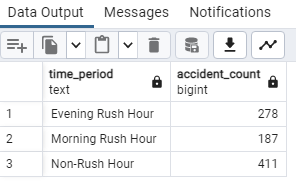 Data Output Messages Notifications
time_period accident_count
text bigint
1 Evening Rush Hour 278
2 Morning Rush Hour 187
3 Non-Rush Hour 411